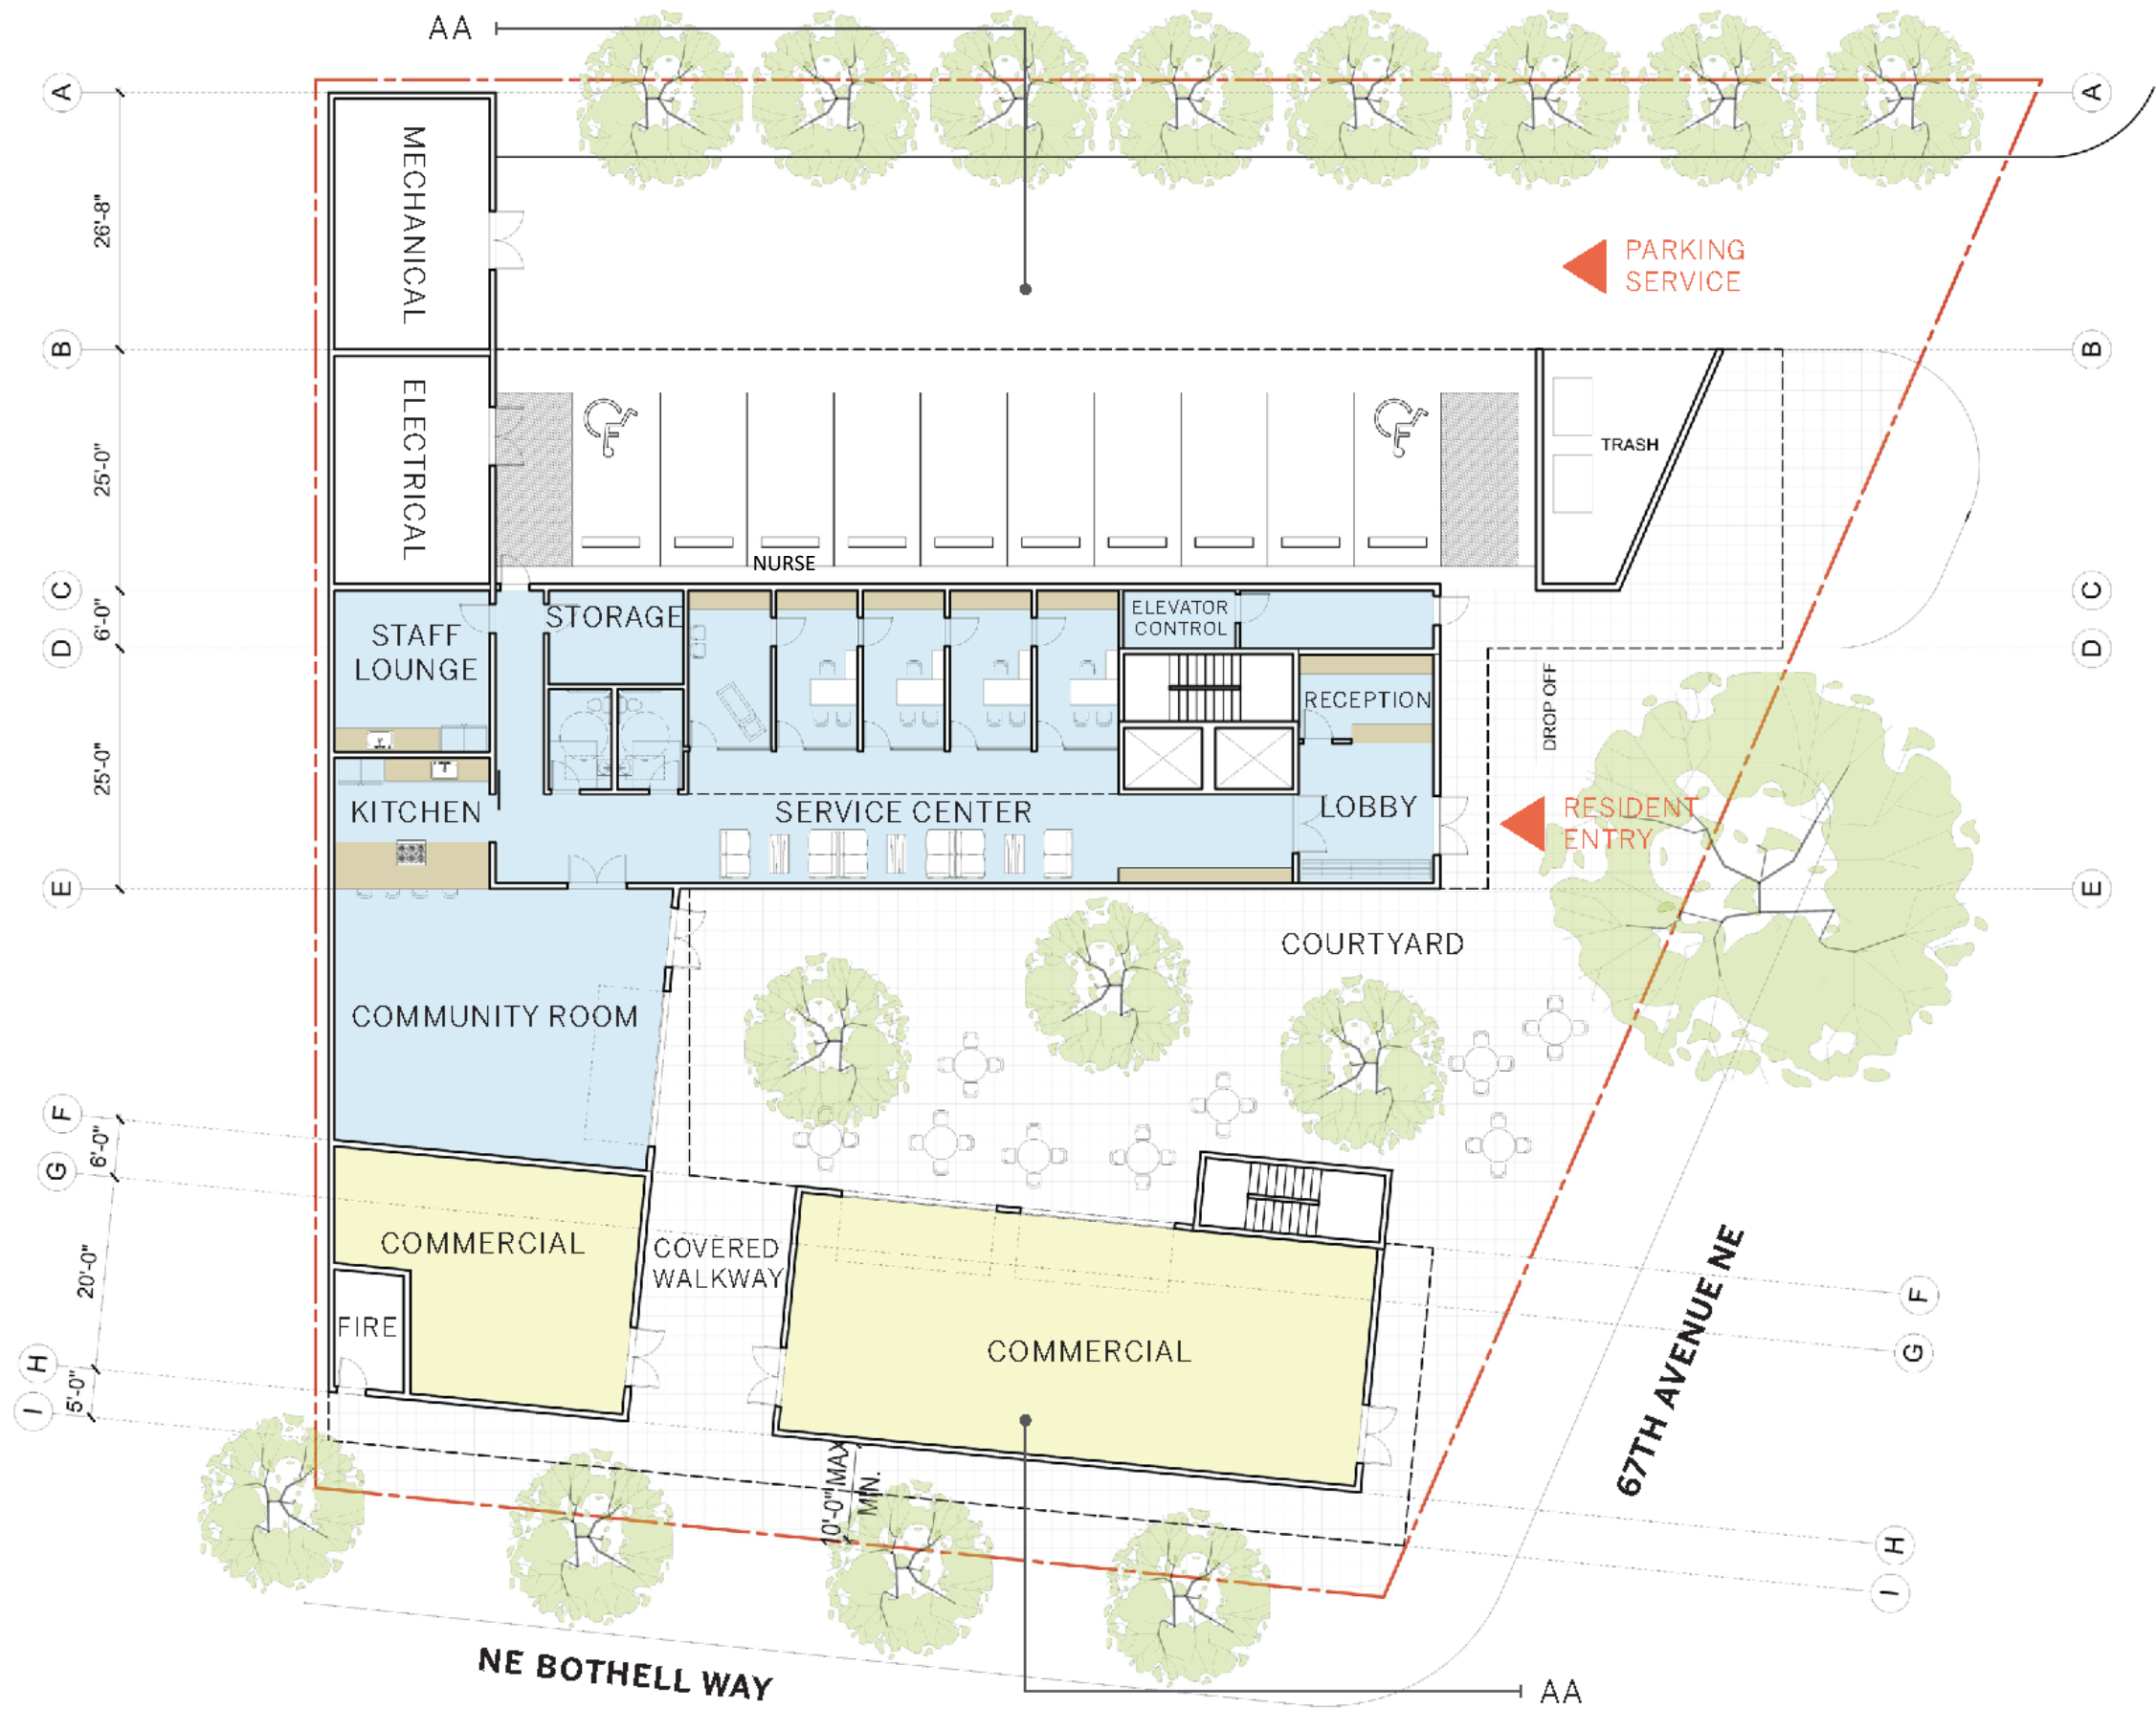 AA
A
A
MECHANICAL
26'-8"
PARKING
SERVICE
B
B
ELECTRICAL
25'-0"
TRASH
NURSE
C
C
6'-0"
STORAGE
ELEVATOR
CONTROL
STAFF
LOUNGE
D
D
RECEPTION
DROP OFF
25'-0"
KITCHEN
SERVICE CENTER
LOBBY
RESIDENT
ENTRY
E
E
COURTYARD
COMMUNITY ROOM
F
6'-0"
G
COMMERCIAL
COVERED
WALKWAY
20'-0"
F
FIRE
COMMERCIAL
G
67TH AVENUE NE
H
5'-0"
I
10'-0" MAX
MIN.
H
I
NE BOTHELL WAY
AA